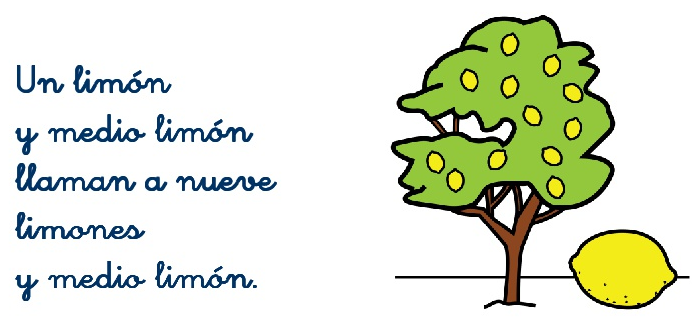 Un limón
y medio limón
llaman a nueve
limones
y medio limón.